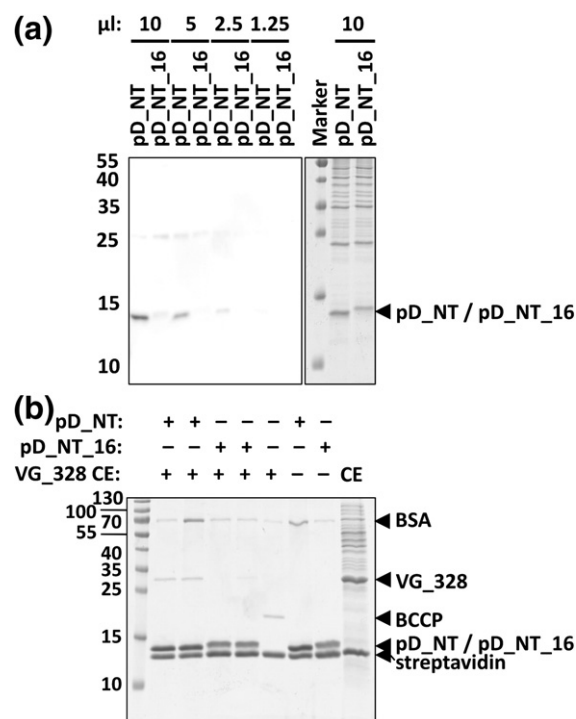 (a)
µl: 10 5 2.5 1.25 10
pD_NT pD_NT_16 pD_NT pD_NT_16 pD_NT pD_NT_16 pD_NT pD_NT_16 Marker pD_NT pD_NT_16
55
40
35
25
15
10
pD_NT / pD_NT_16
(b)
pD_NT: + + – – – + –
pD_NT_16: – – + + – – +
VG_328 CE: + + + + + – – CE
130
100
70
55
40
35
25
15
10
BSA
VG_328
BCCP
pD_NT / pD_NT_16
streptavidin